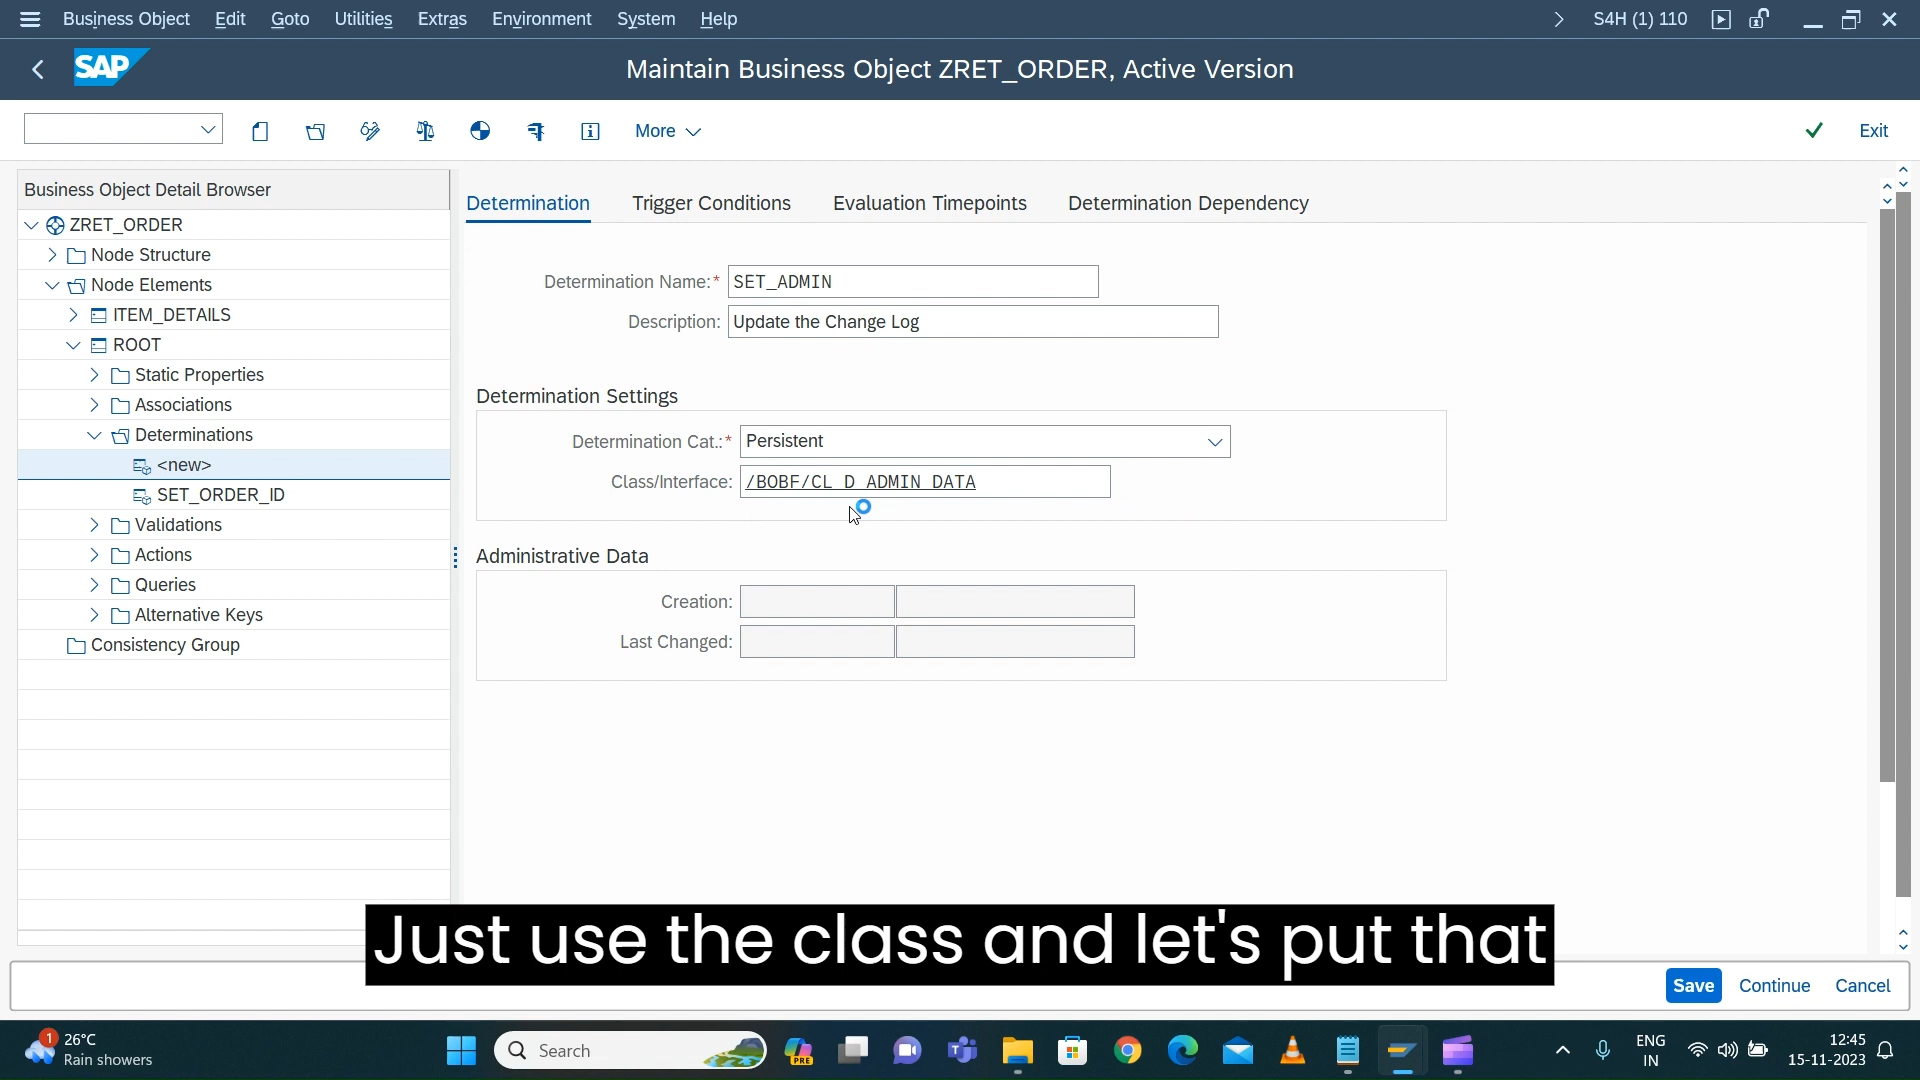 Business Object Edit Goto Utilities Extras Environment System Help
S4H (1) 110
SAP
Maintain Business Object ZRET_ORDER, Active Version
More
Exit
Business Object Detail Browser
ZRET_ORDER
Node Structure
Node Elements
ITEM_DETAILS
ROOT
Static Properties
Associations
Determinations
<new>
SET_ORDER_ID
Validations
Actions
Queries
Alternative Keys
Consistency Group
Determination Trigger Conditions Evaluation Timepoints Determination Dependency
Determination Name:* SET_ADMIN
Description: Update the Change Log
Determination Settings
Determination Cat.:* Persistent
Class/Interface: /BOBF/CL_D_ADMIN_DATA
Administrative Data
Creation:
Last Changed:
Just use the class and let's put that
Save Continue Cancel
1
26°C
Rain showers
Search
PRE
ENG
IN
12:45
15-11-2023